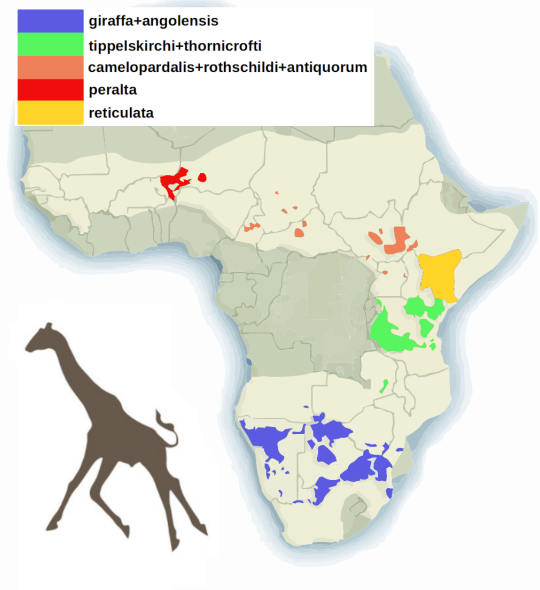 giraffa+angolensis
tippelskirchi+thornicrofti
camelopardalis+rothschildi+antiquorum
peralta
reticulata